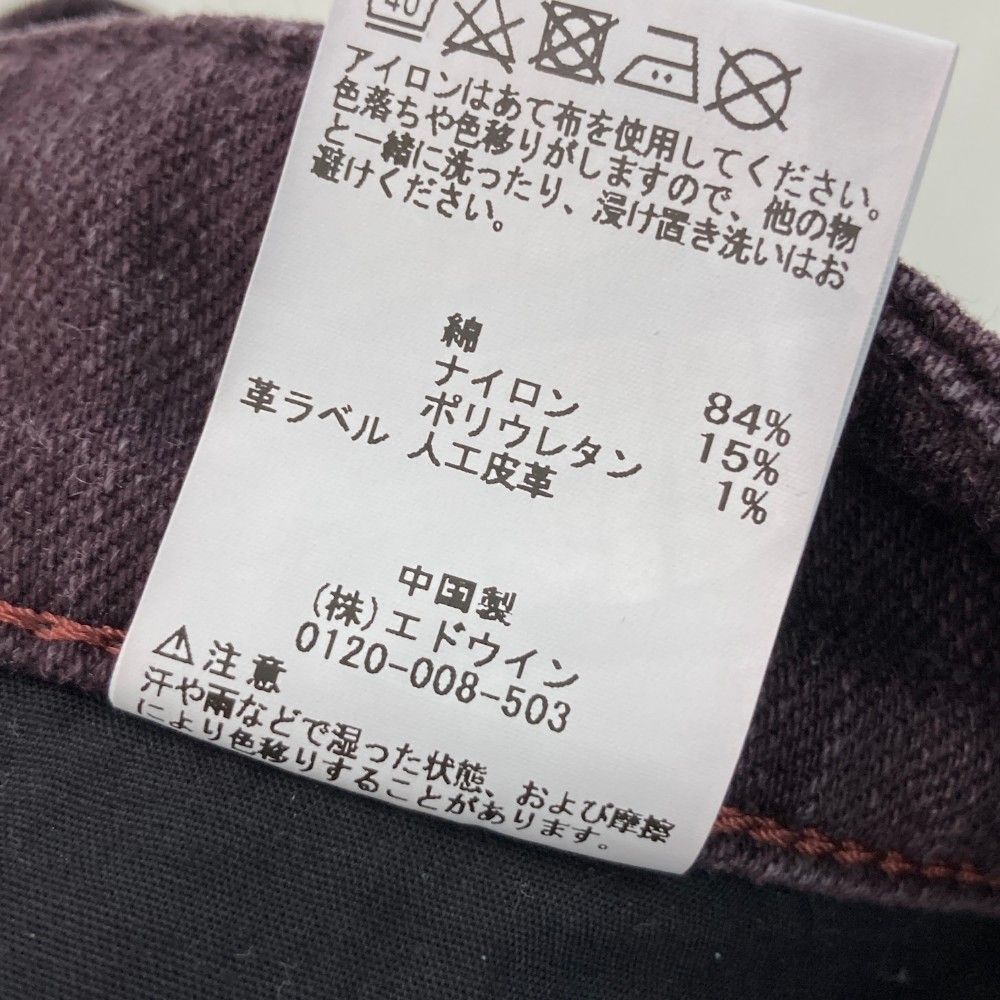 40
アイロンはあて布を使用してください。
色落ちや色移りがしますので、他の物
と一緒に洗ったり、浸け置き洗いはお
避けください。
綿 84%
ナイロン 15%
ポリウレタン 1%
革ラベル 人工皮革
中国製
(株)エドウイン
0120-008-503
⚠注意
汗や雨などで湿った状態、および摩擦
により色移りすることがあります。